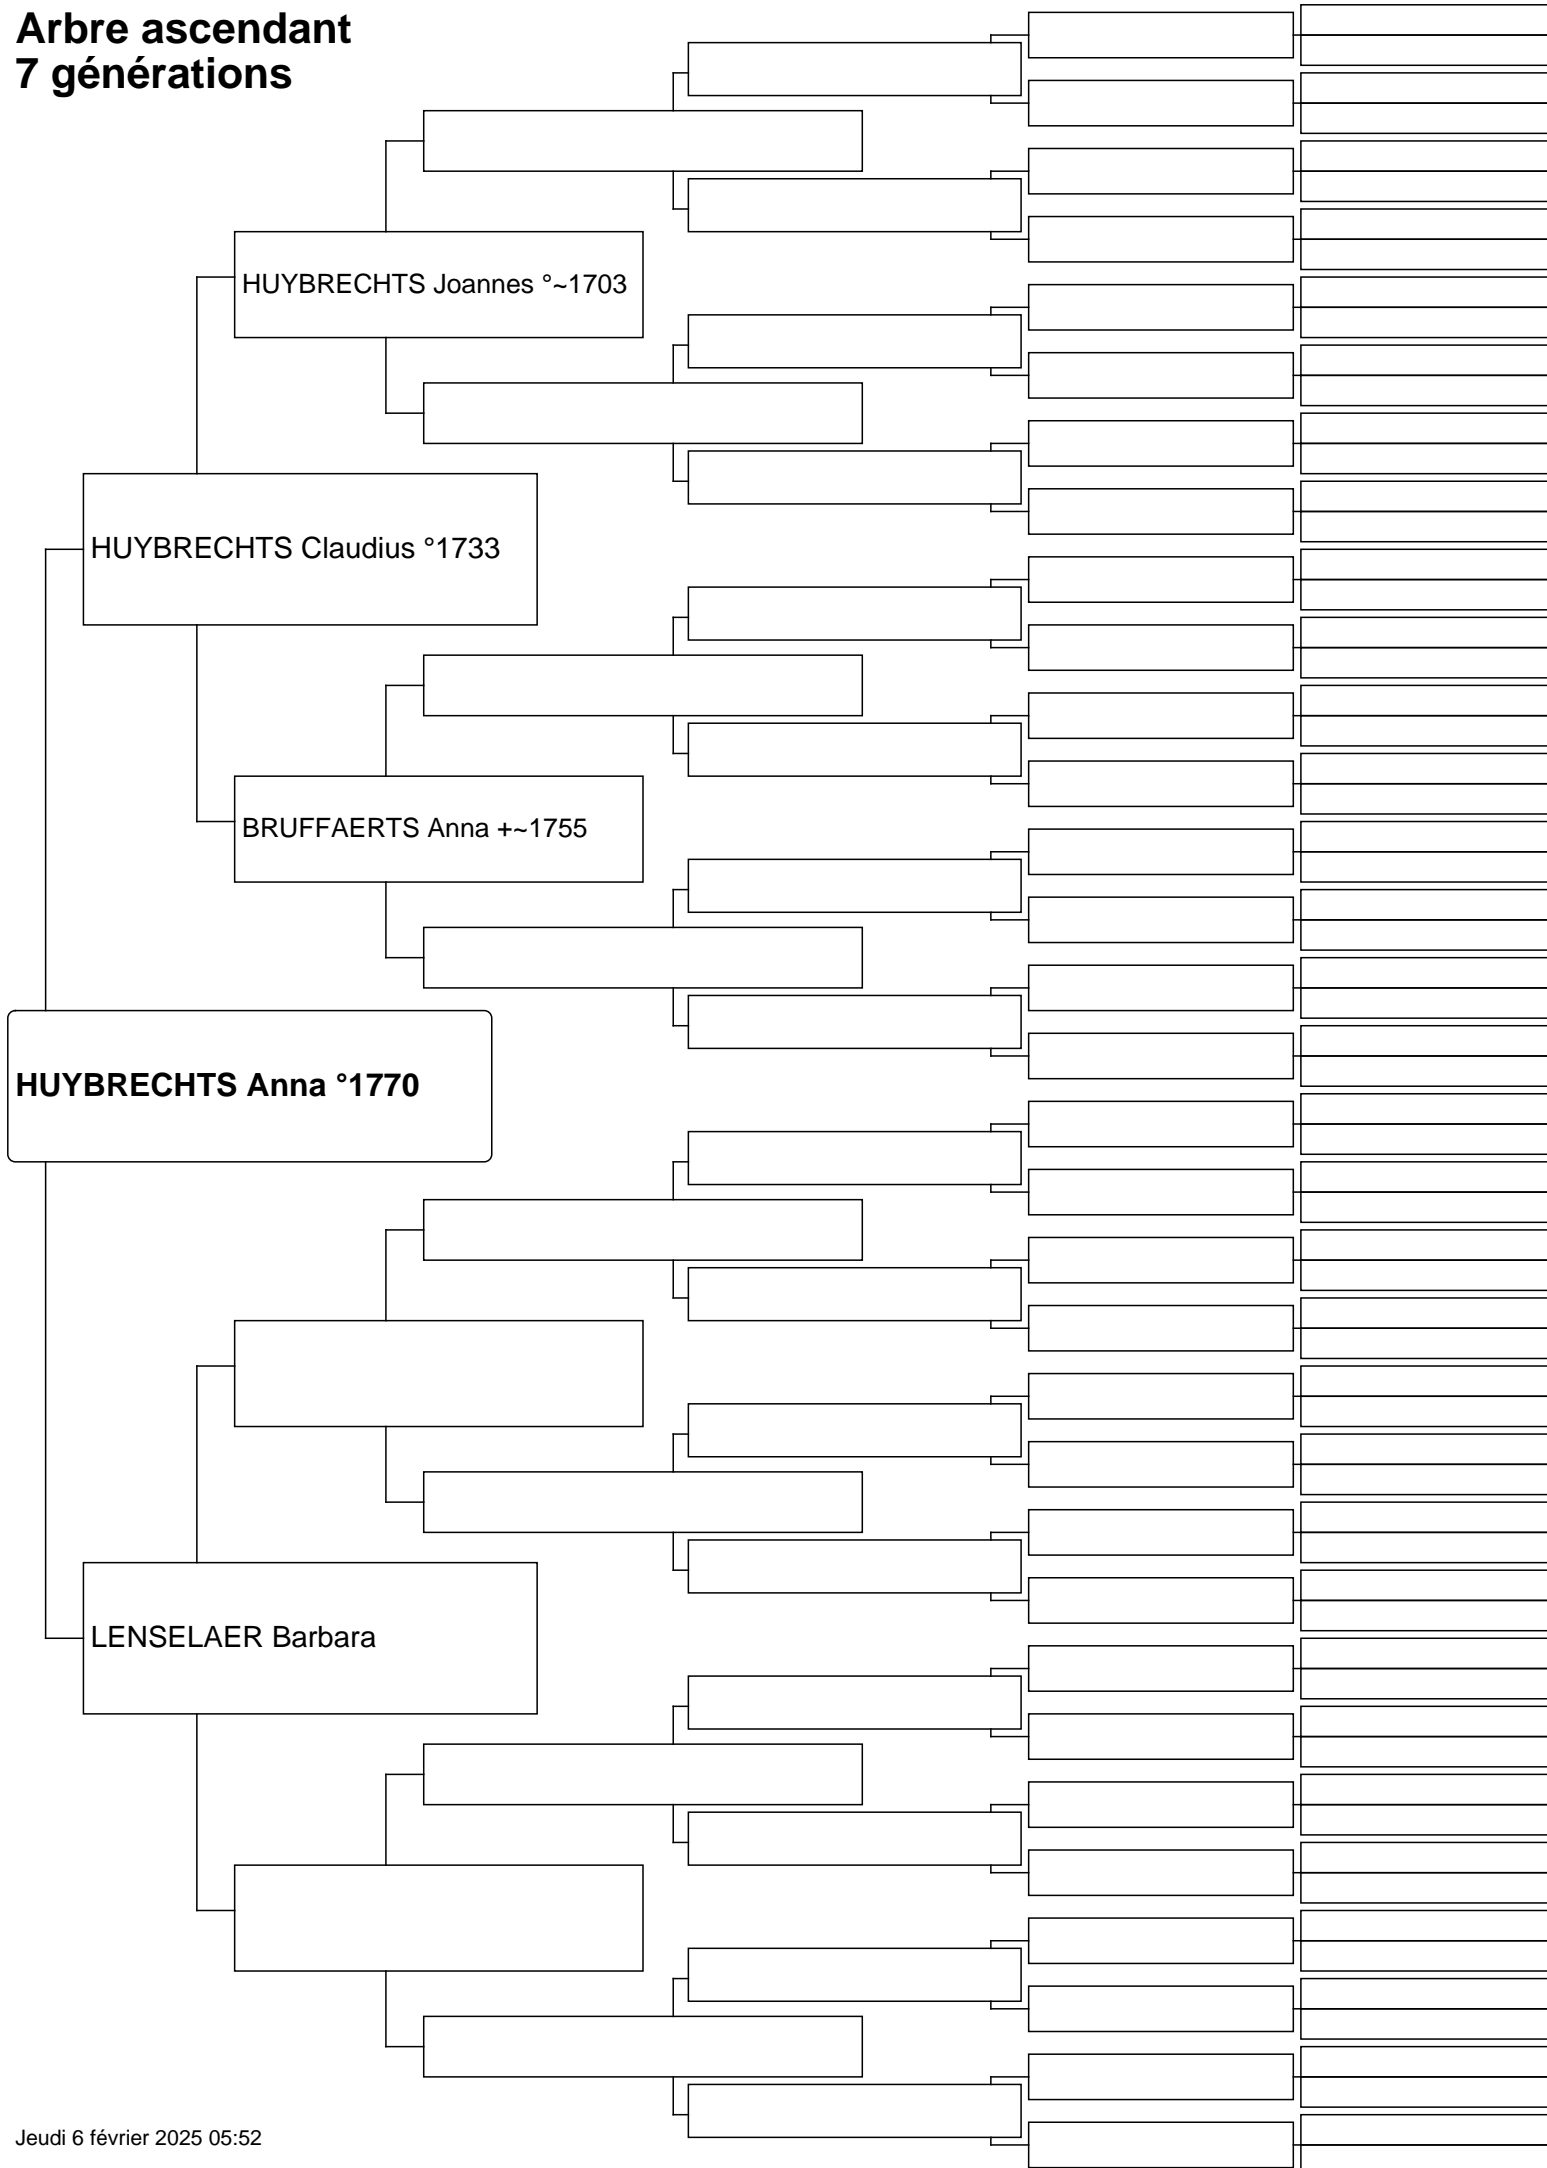 Arbre ascendant
7 générations
HUYBRECHTS Joannes °~1703
HUYBRECHTS Claudius °1733
BRUFFAERTS Anna +~1755
HUYBRECHTS Anna °1770
LENSELAER Barbara
Jeudi 6 février 2025 05:52